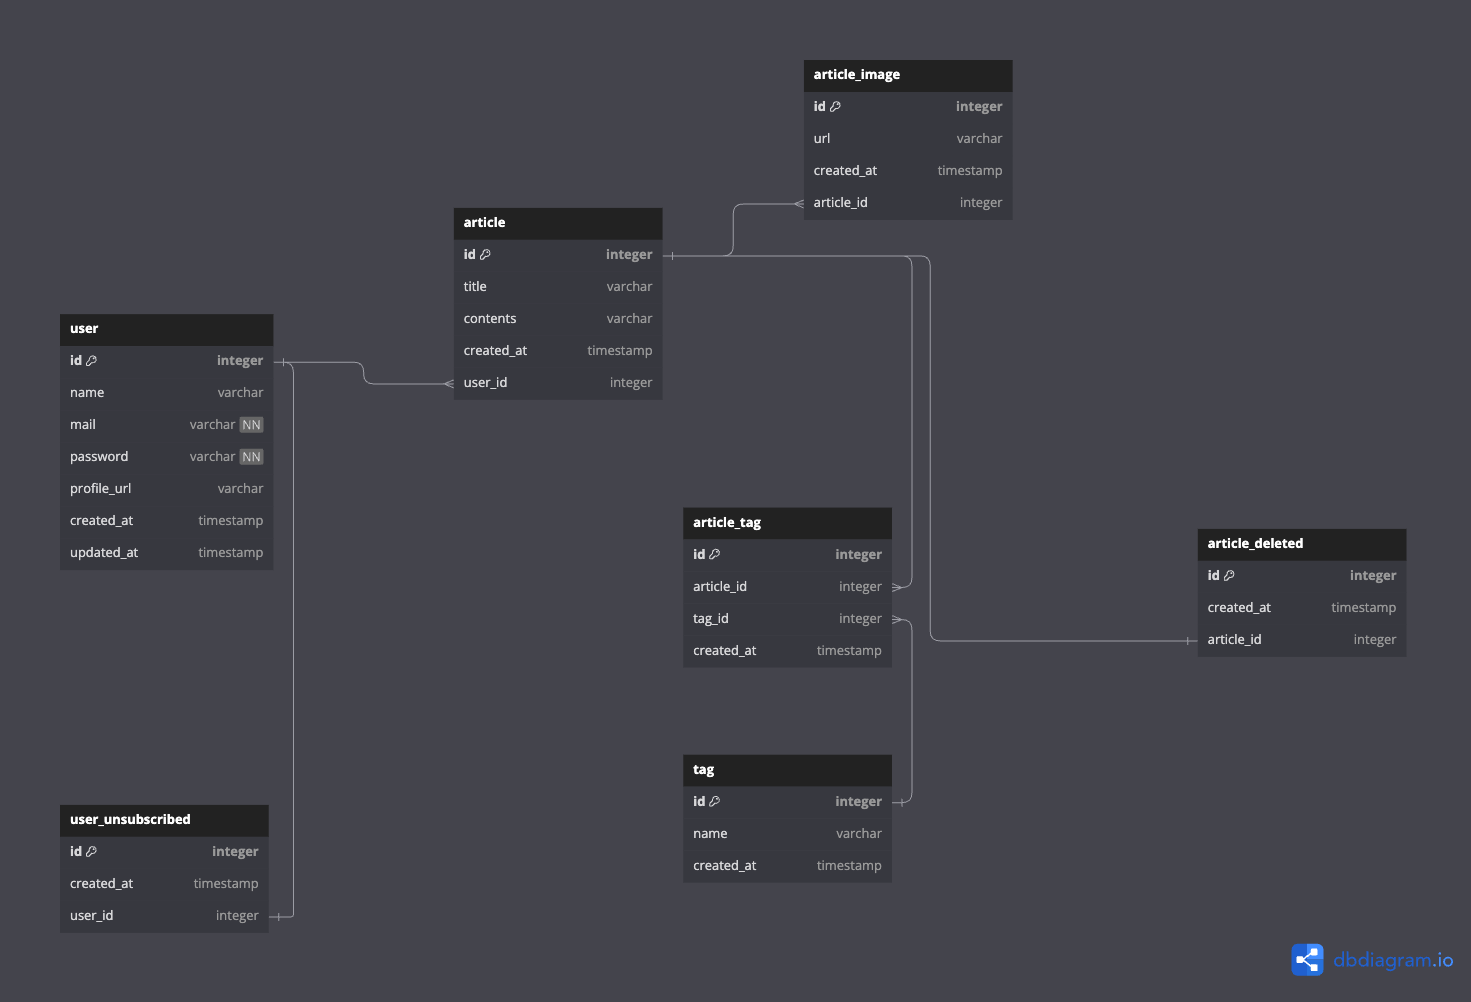 article_image
id integer
url varchar
created_at timestamp
article_id integer
article
id integer
title varchar
contents varchar
created_at timestamp
user_id integer
user
id integer
name varchar
mail varchar NN
password varchar NN
profile_url varchar
created_at timestamp
updated_at timestamp
article_tag
id integer
article_id integer
tag_id integer
created_at timestamp
article_deleted
id integer
created_at timestamp
article_id integer
tag
id integer
name varchar
created_at timestamp
user_unsubscribed
id integer
created_at timestamp
user_id integer
dbdiagram.io